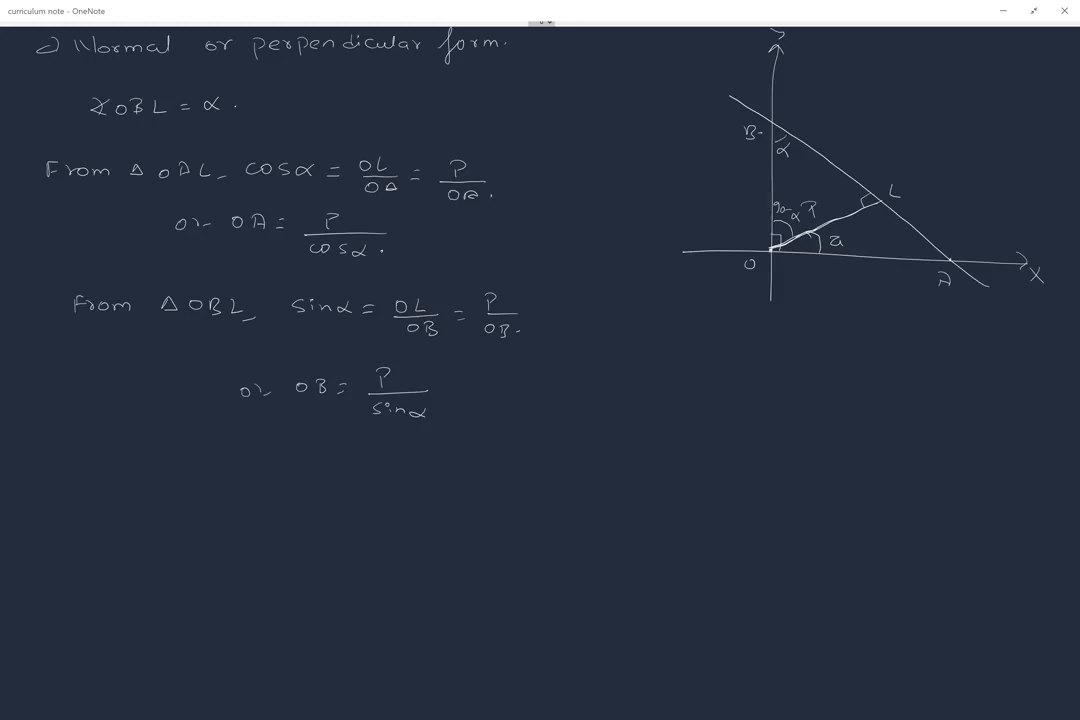 curriculum note - OneNote
c) Normal or perpendicular form.
∡OBL = α.
From △OAL, cosα = OL/OA = P/OA.
or OA = P/cosα.
From △OBL, sinα = OL/OB = P/OB.
or OB = P/sinα
Y
B
α
L
90-α
P
α
O
A
X